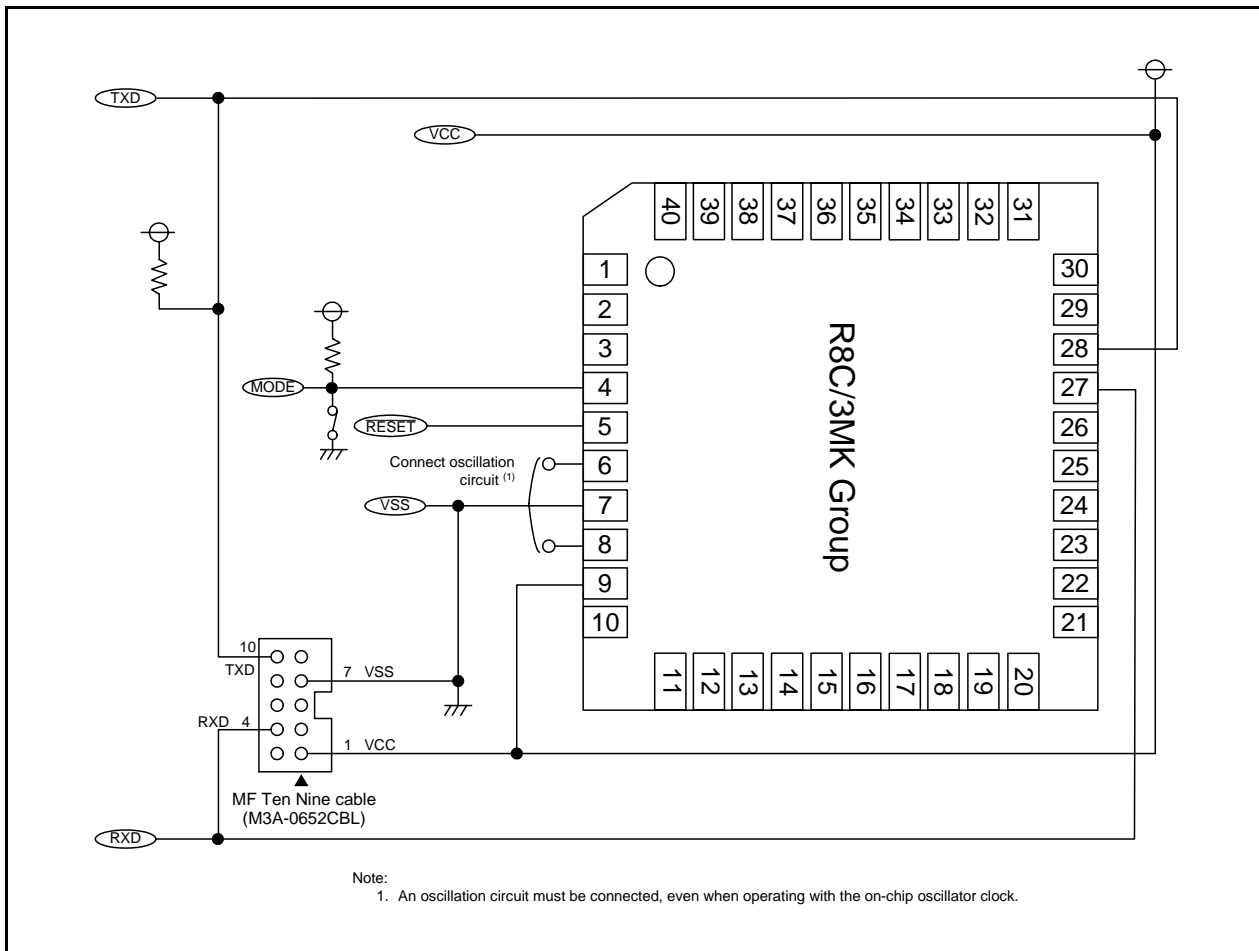 TXD
VCC
40 39 38 37 36 35 34 33 32 31
1
2
3
4
5
6
7
8
9
10
30
29
28
27
26
25
24
23
22
21
R8C/3MK Group
MODE
RESET
Connect oscillation
circuit (1)
VSS
11 12 13 14 15 16 17 18 19 20
10
TXD
7 VSS
RXD 4
1 VCC
MF Ten Nine cable
(M3A-0652CBL)
RXD
Note:
1. An oscillation circuit must be connected, even when operating with the on-chip oscillator clock.